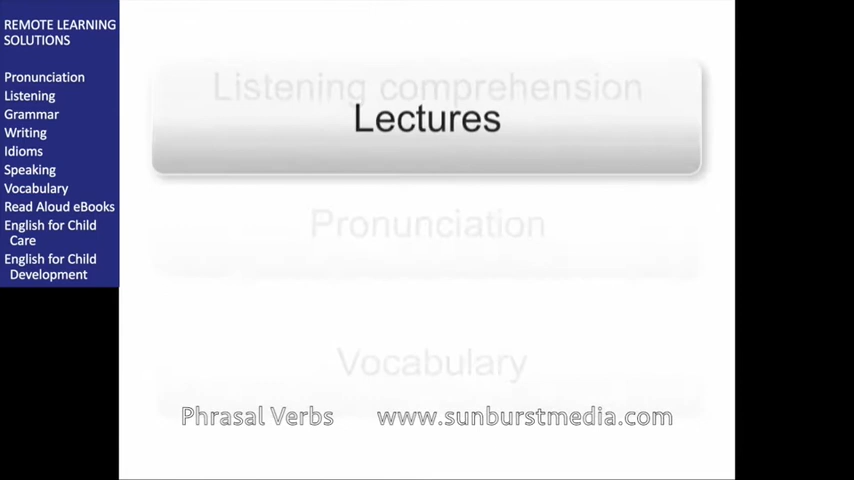 REMOTE LEARNING
SOLUTIONS
Pronunciation
Listening
Grammar
Writing
Idioms
Speaking
Vocabulary
Read Aloud eBooks
English for Child
Care
English for Child
Development
Listening comprehension
Lectures
Pronunciation
Vocabulary
Phrasal Verbs www.sunburstmedia.com